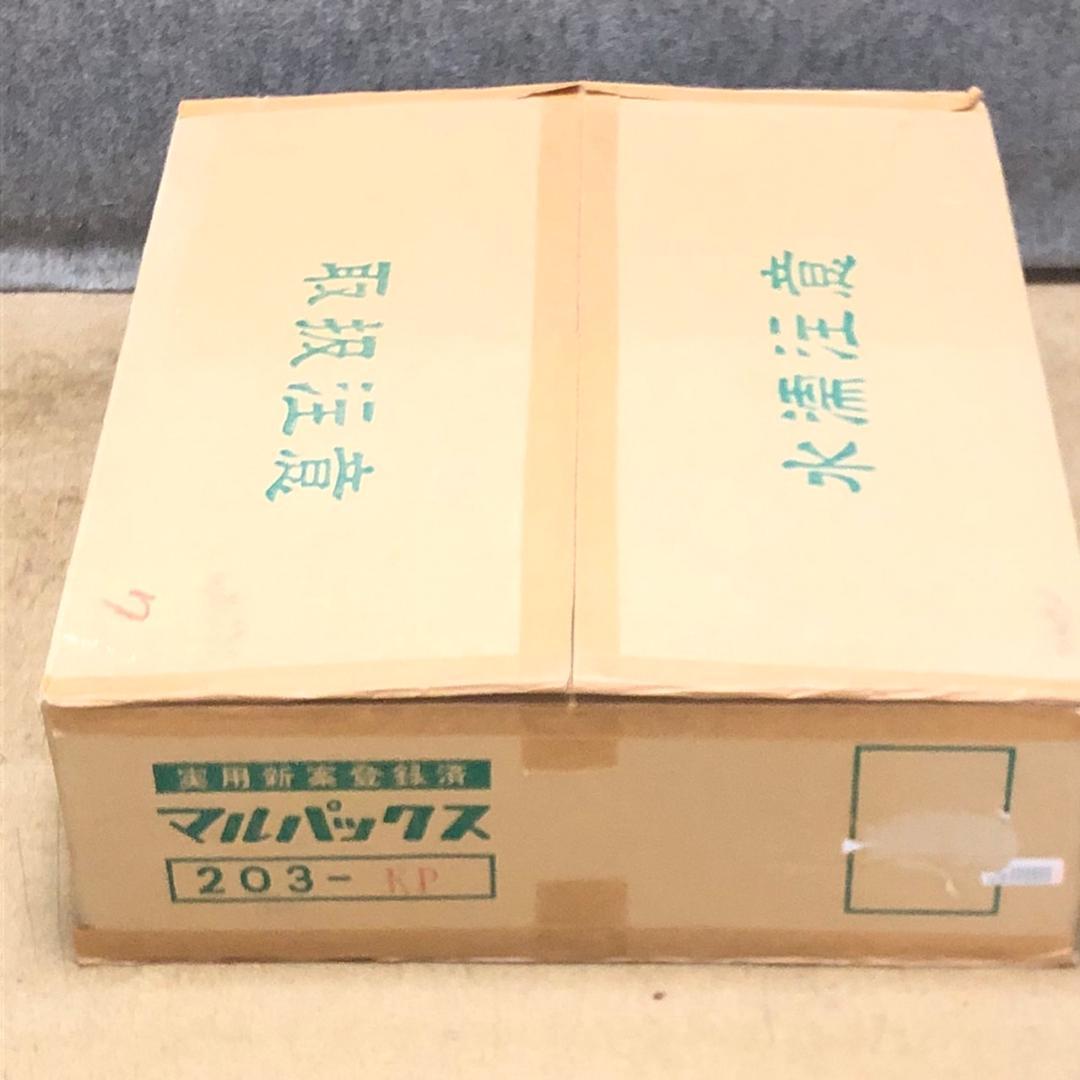 取扱注意
水濡注意
実用新案登録済
マルパックス
203- KP